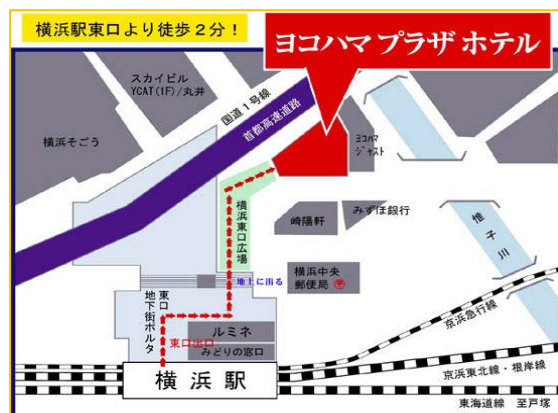 横浜駅東口より徒歩2分!
ヨコハマ プラザ ホテル
スカイビル
YCAT(1F)/丸井
国道1号線
首都高速道路
横浜そごう
ヨコハマ
ジャスト
横浜東口広場
崎陽軒
みずほ銀行
帷子川
地上に出る
横浜中央
郵便局
東口
地下街ポルタ
東口出口
ルミネ
みどりの窓口
京浜急行線
横浜駅
京浜東北線・根岸線
東海道線 至戸塚